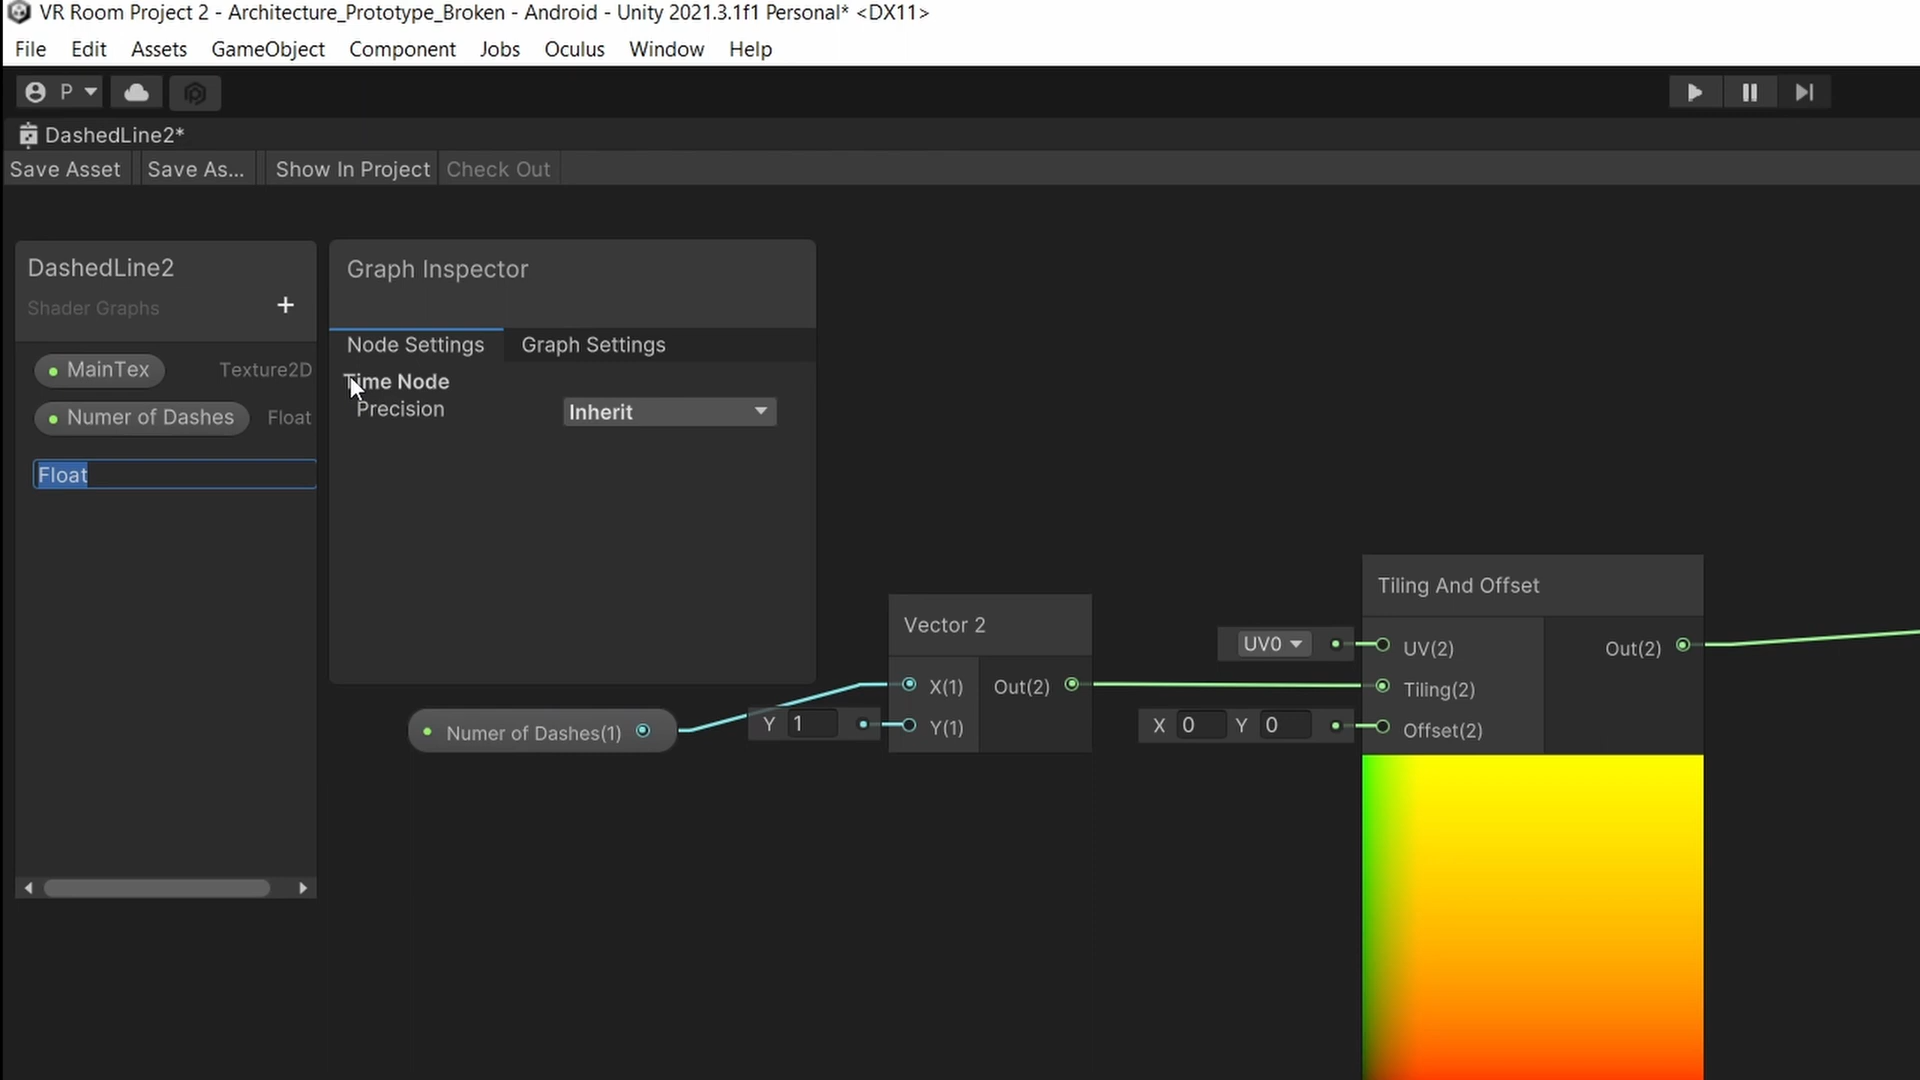 VR Room Project 2 - Architecture_Prototype_Broken - Android - Unity 2021.3.1f1 Personal* <DX11>
File Edit Assets GameObject Component Jobs Oculus Window Help
P
DashedLine2*
Save Asset Save As... Show In Project Check Out
DashedLine2
Shader Graphs
+
MainTex Texture2D
Numer of Dashes Float
Float
Graph Inspector
Node Settings Graph Settings
Time Node
Precision Inherit
Numer of Dashes(1)
Y 1
Vector 2
X(1) Out(2)
Y(1)
UV0
X 0 Y 0
Tiling And Offset
UV(2) Out(2)
Tiling(2)
Offset(2)